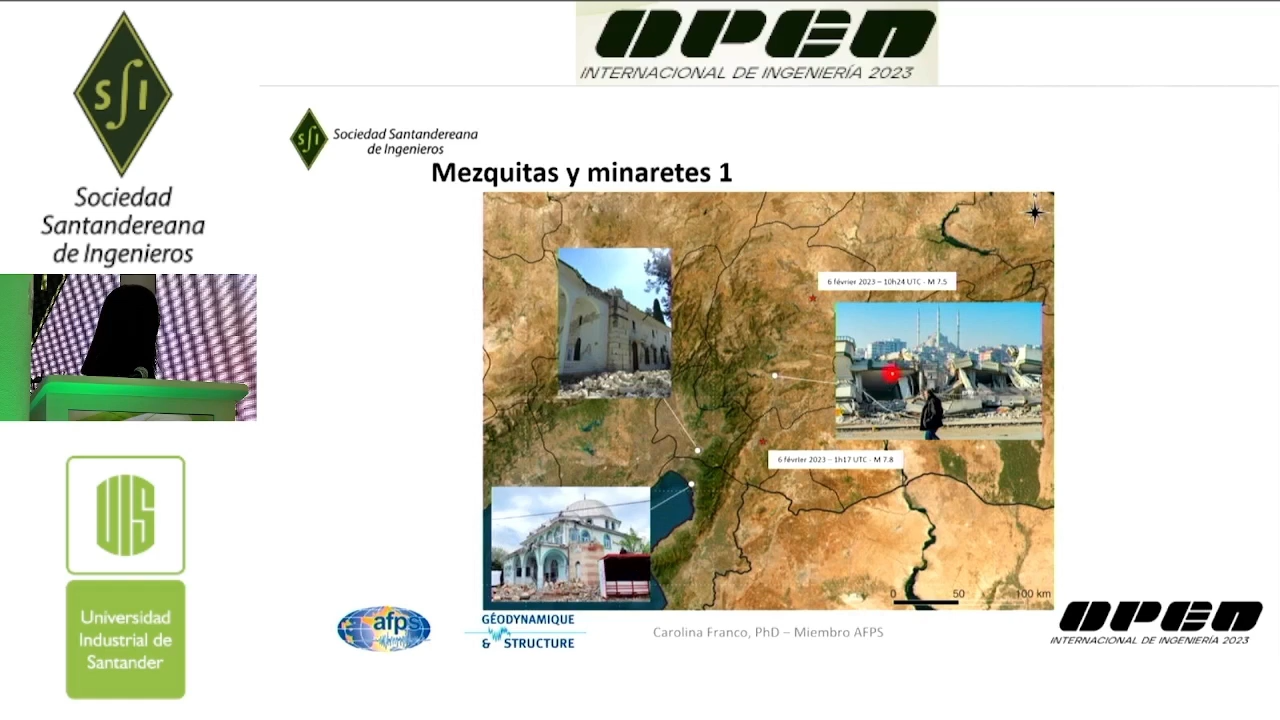 OPEN
INTERNACIONAL DE INGENIERÍA 2023
SSI
Sociedad
Santandereana
de Ingenieros
SSI
Sociedad Santandereana
de Ingenieros
Mezquitas y minaretes 1
6 février 2023 – 10h24 UTC - M 7.5
6 février 2023 – 1h17 UTC - M 7.8
0 50 100 km
UIS
Universidad
Industrial de
Santander
afps
GÉODYNAMIQUE
& STRUCTURE
Carolina Franco, PhD – Miembro AFPS
OPEN
INTERNACIONAL DE INGENIERÍA 2023